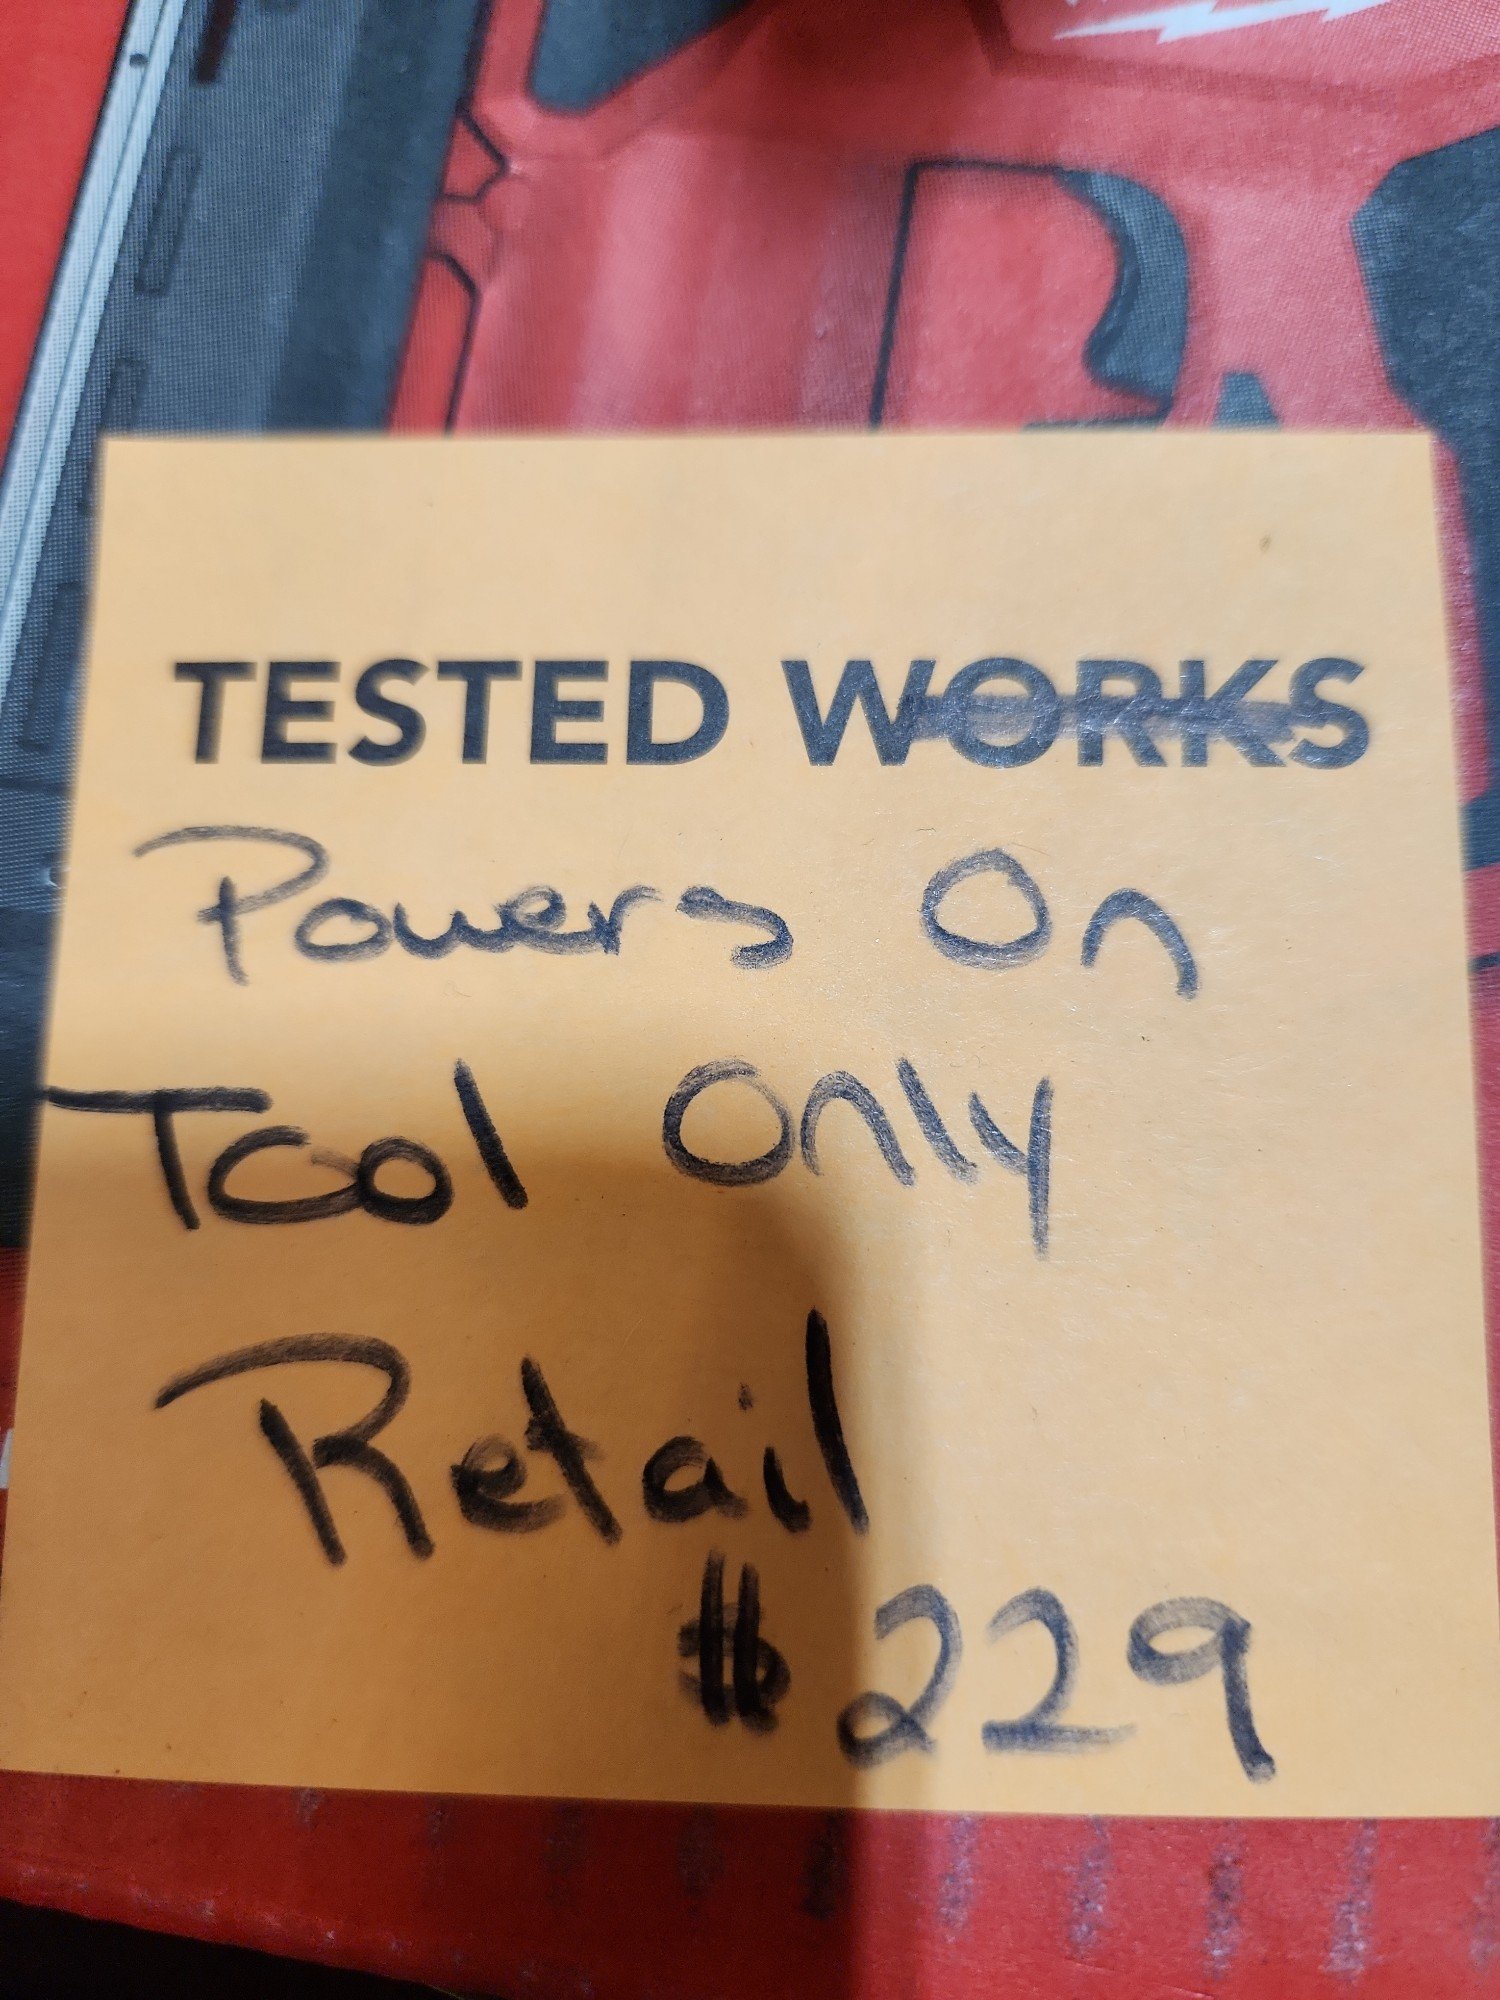 TESTED WORKS
Powers On
Tool Only
Retail
$229